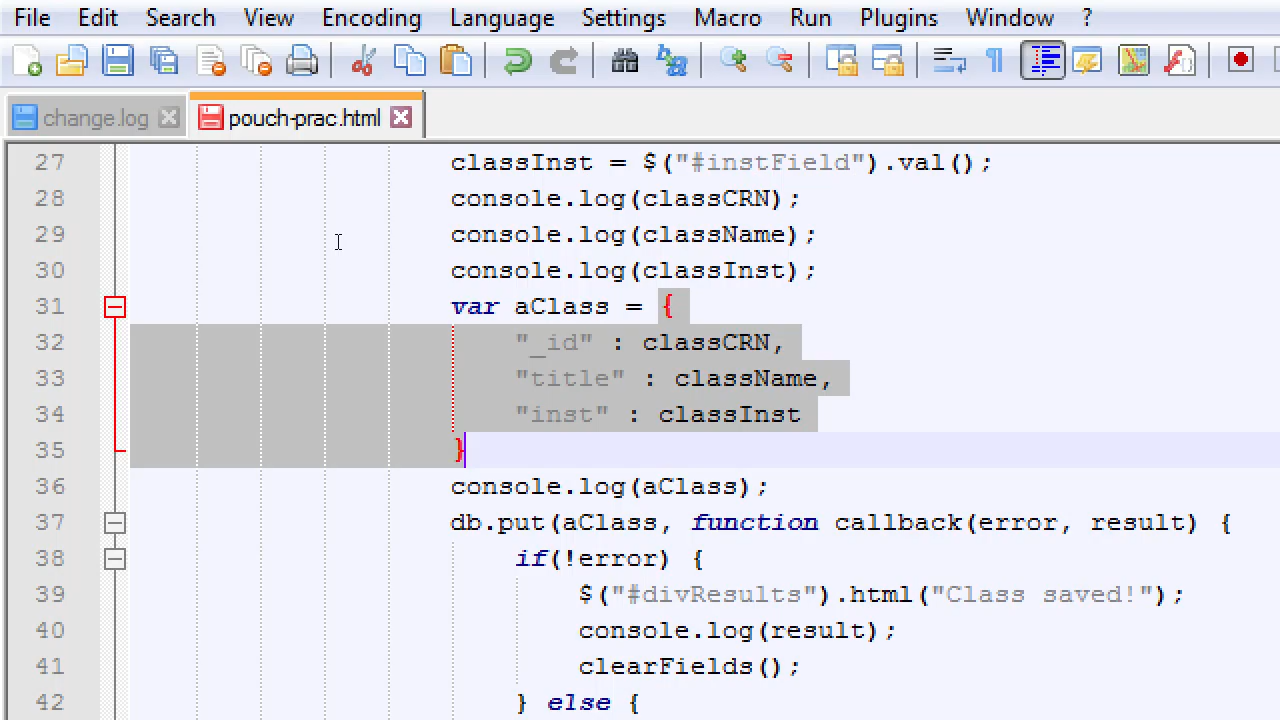 File Edit Search View Encoding Language Settings Macro Run Plugins Window ?
change.log pouch-prac.html
27 classInst = $("#instField").val();
28 console.log(classCRN);
29 console.log(className);
30 console.log(classInst);
31 var aClass = {
32 "_id" : classCRN,
33 "title" : className,
34 "inst" : classInst
35 }
36 console.log(aClass);
37 db.put(aClass, function callback(error, result) {
38 if(!error) {
39 $("#divResults").html("Class saved!");
40 console.log(result);
41 clearFields();
42 } else {